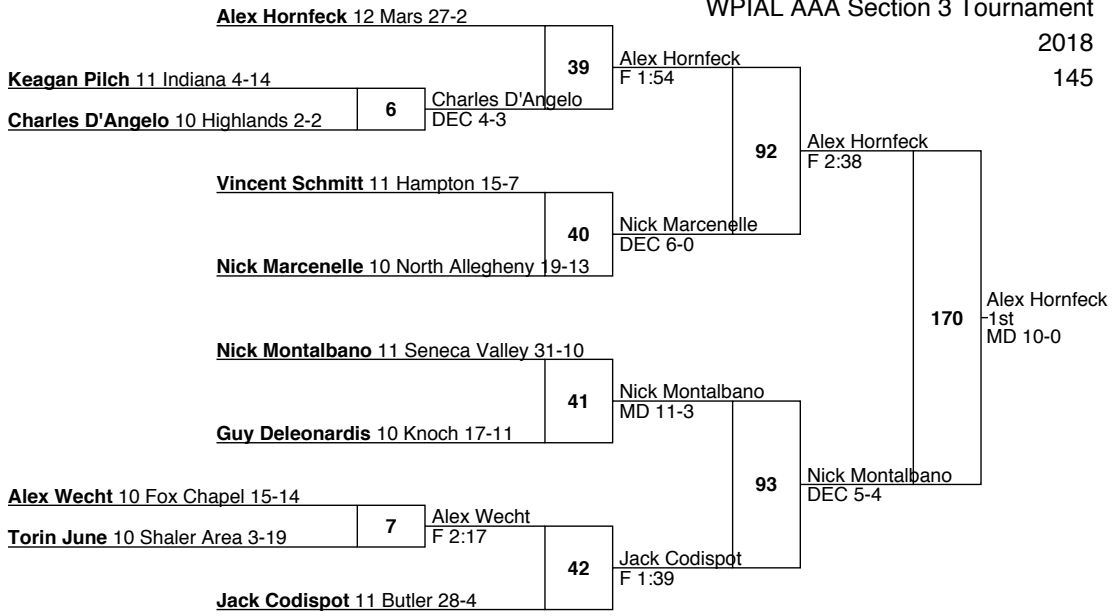 WPIAL AAA Section 3 Tournament
2018
145
Alex Hornfeck 12 Mars 27-2
39
Alex Hornfeck
F 1:54
Keagan Pilch 11 Indiana 4-14
6
Charles D'Angelo
DEC 4-3
Charles D'Angelo 10 Highlands 2-2
92
Alex Hornfeck
F 2:38
Vincent Schmitt 11 Hampton 15-7
40
Nick Marcenelle
DEC 6-0
Nick Marcenelle 10 North Allegheny 19-13
170
Alex Hornfeck
1st
MD 10-0
Nick Montalbano 11 Seneca Valley 31-10
41
Nick Montalbano
MD 11-3
Guy Deleonardis 10 Knoch 17-11
93
Nick Montalbano
DEC 5-4
Alex Wecht 10 Fox Chapel 15-14
7
Alex Wecht
F 2:17
Torin June 10 Shaler Area 3-19
42
Jack Codispot
F 1:39
Jack Codispot 11 Butler 28-4